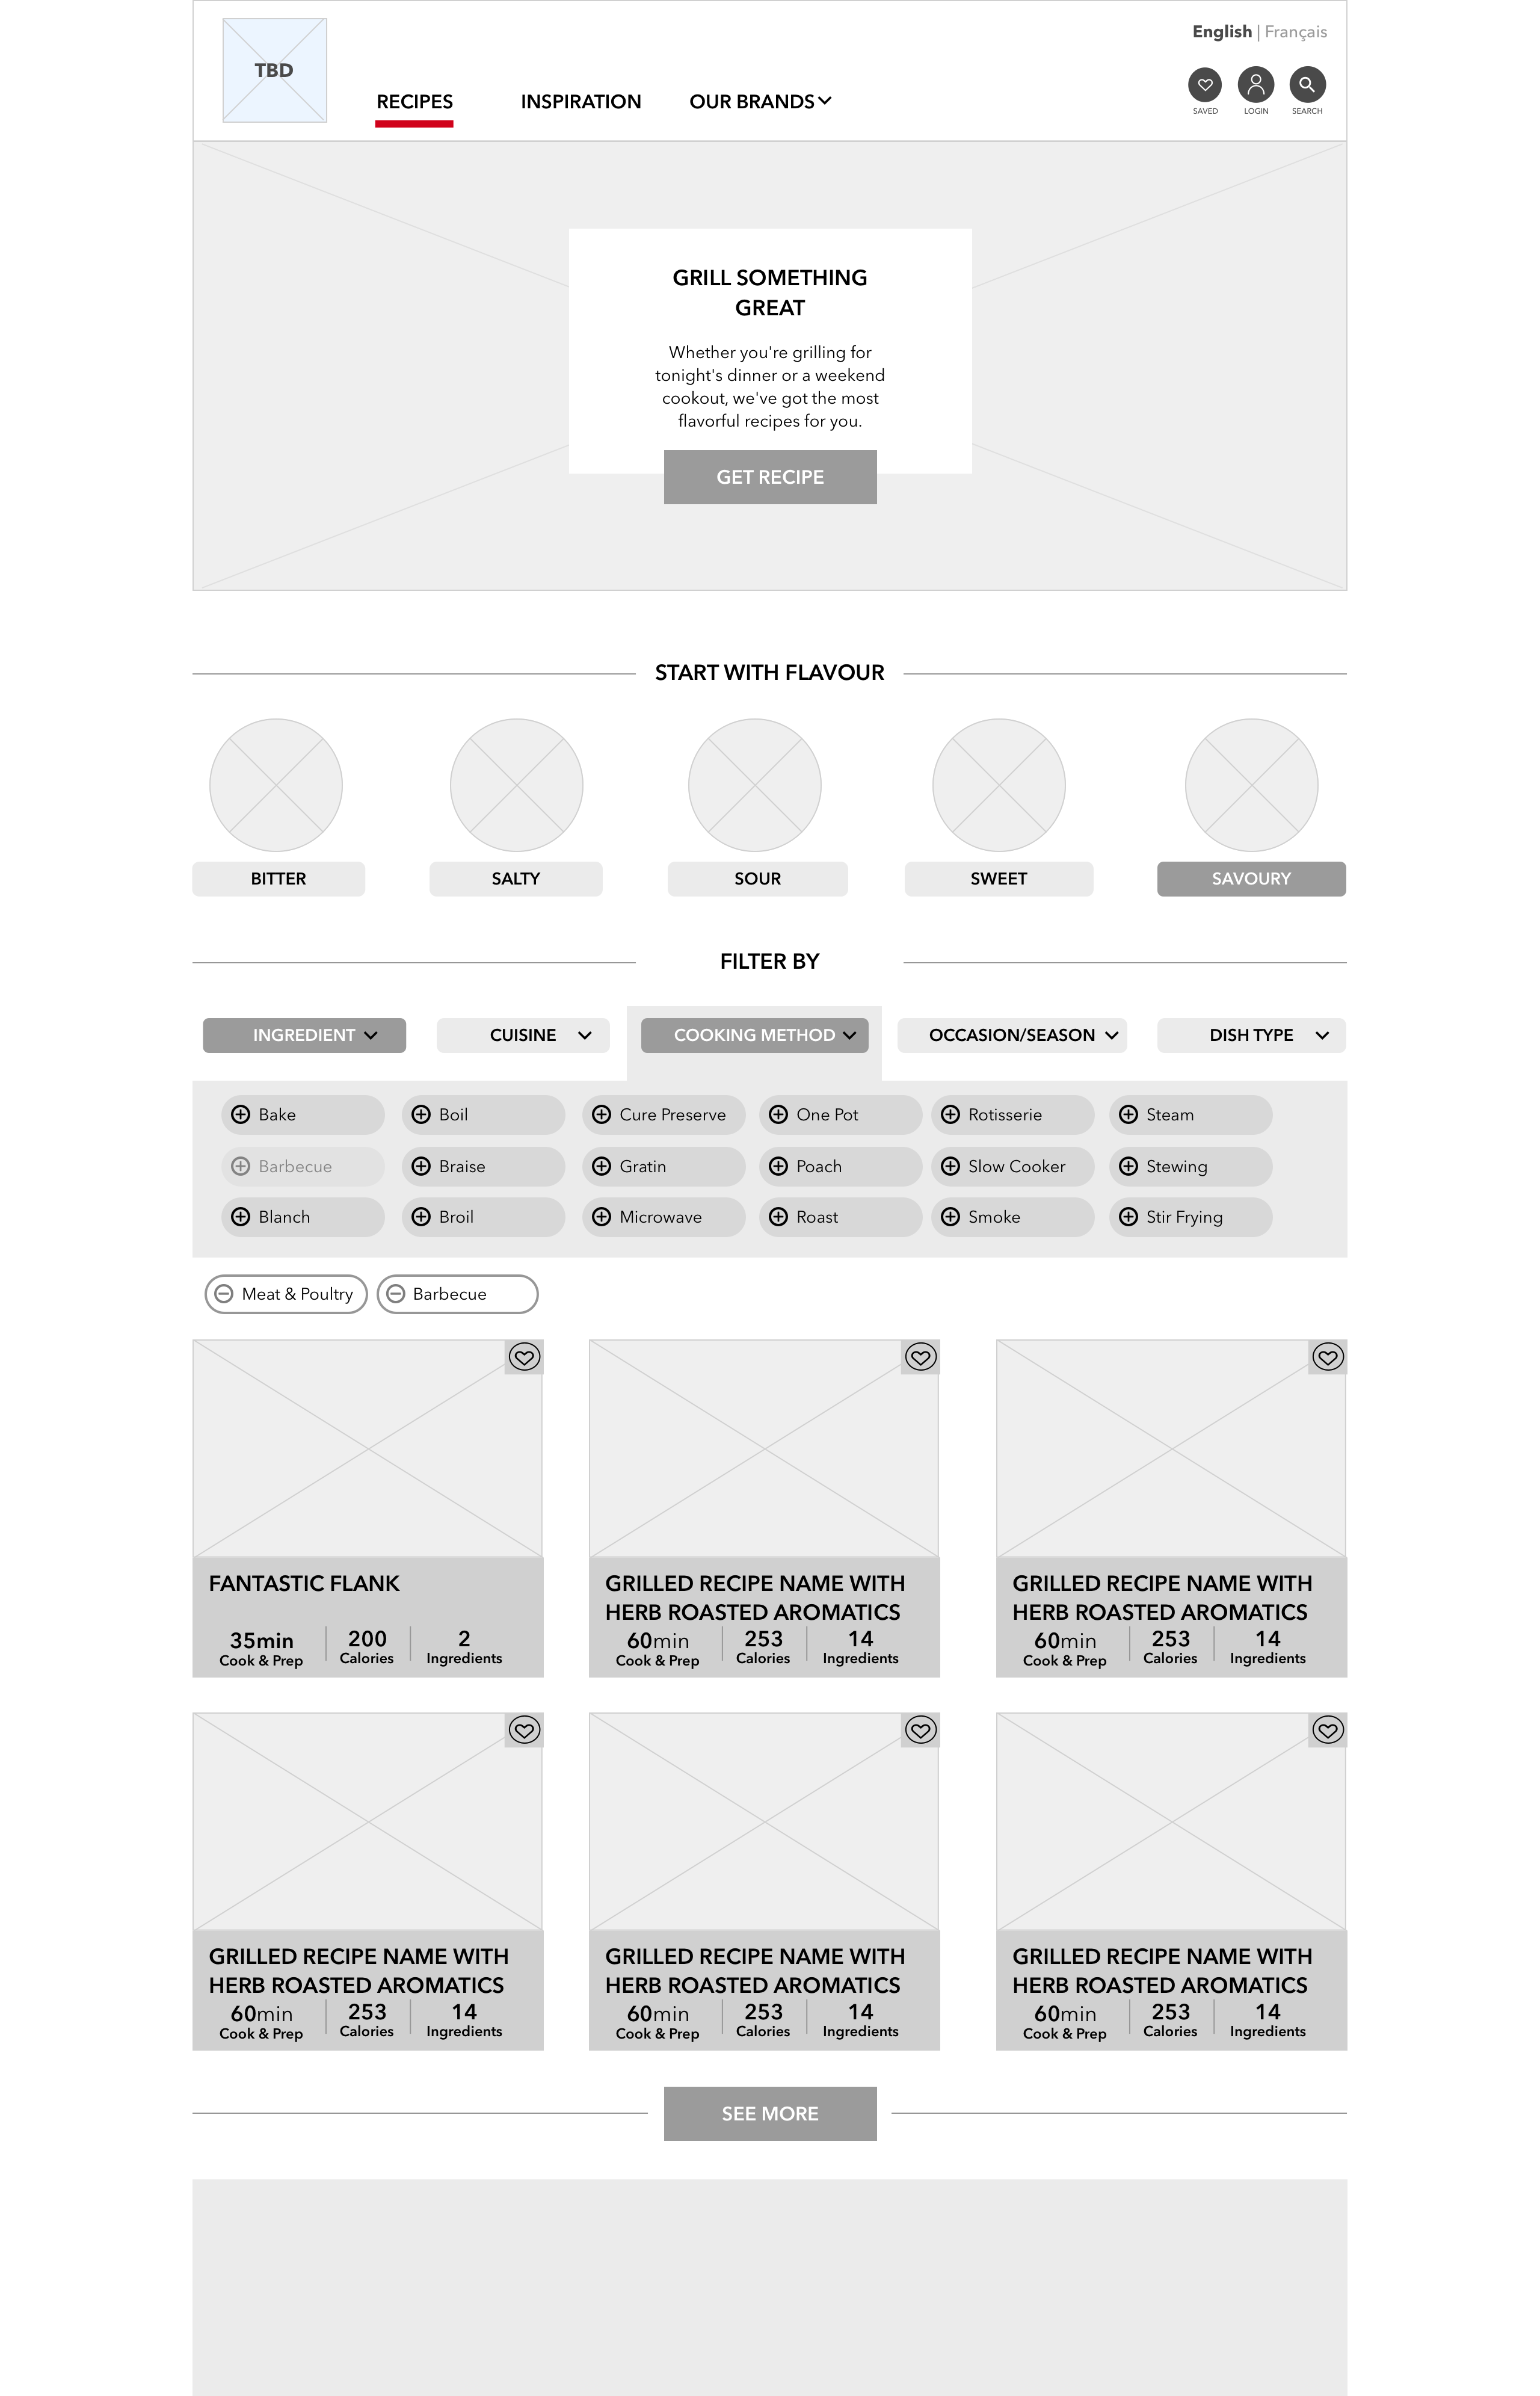 English | Français
TBD
RECIPES
INSPIRATION
OUR BRANDS
SAVED
LOGIN
SEARCH
GRILL SOMETHING
GREAT
Whether you're grilling for
tonight's dinner or a weekend
cookout, we've got the most
flavorful recipes for you.
GET RECIPE
START WITH FLAVOUR
BITTER
SALTY
SOUR
SWEET
SAVOURY
FILTER BY
INGREDIENT
CUISINE
COOKING METHOD
OCCASION/SEASON
DISH TYPE
Bake
Boil
Cure Preserve
One Pot
Rotisserie
Steam
Barbecue
Braise
Gratin
Poach
Slow Cooker
Stewing
Blanch
Broil
Microwave
Roast
Smoke
Stir Frying
Meat & Poultry
Barbecue
FANTASTIC FLANK
35min
Cook & Prep
200
Calories
2
Ingredients
GRILLED RECIPE NAME WITH
HERB ROASTED AROMATICS
60min
Cook & Prep
253
Calories
14
Ingredients
GRILLED RECIPE NAME WITH
HERB ROASTED AROMATICS
60min
Cook & Prep
253
Calories
14
Ingredients
GRILLED RECIPE NAME WITH
HERB ROASTED AROMATICS
60min
Cook & Prep
253
Calories
14
Ingredients
GRILLED RECIPE NAME WITH
HERB ROASTED AROMATICS
60min
Cook & Prep
253
Calories
14
Ingredients
GRILLED RECIPE NAME WITH
HERB ROASTED AROMATICS
60min
Cook & Prep
253
Calories
14
Ingredients
SEE MORE